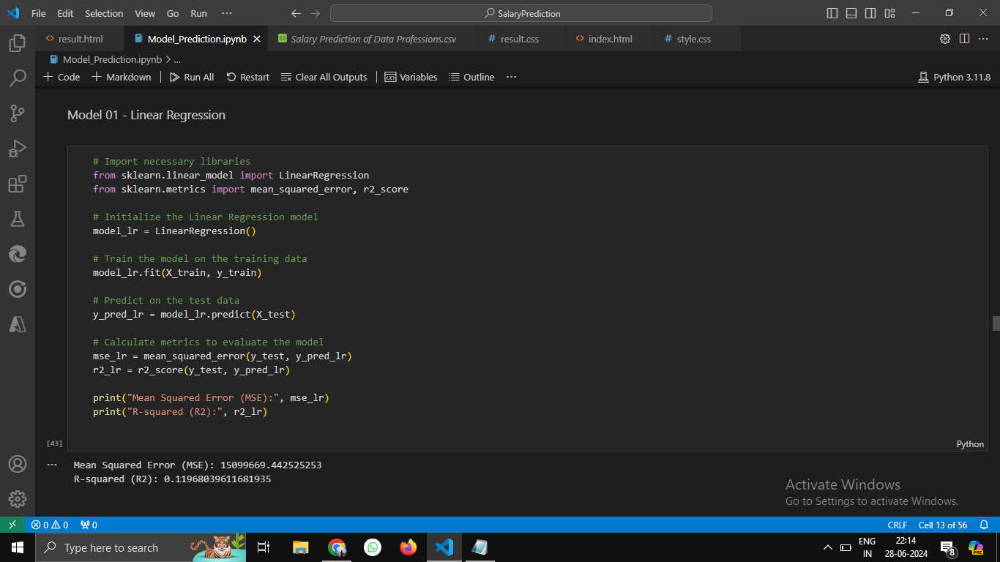 File Edit Selection View Go Run ··· SalaryPrediction
result.html Model_Prediction.ipynb Salary Prediction of Data Professions.csv # result.css index.html # style.css
Model_Prediction.ipynb > ...
+ Code + Markdown Run All Restart Clear All Outputs Variables Outline ··· Python 3.11.8
Model 01 - Linear Regression
# Import necessary libraries
from sklearn.linear_model import LinearRegression
from sklearn.metrics import mean_squared_error, r2_score
# Initialize the Linear Regression model
model_lr = LinearRegression()
# Train the model on the training data
model_lr.fit(X_train, y_train)
# Predict on the test data
y_pred_lr = model_lr.predict(X_test)
# Calculate metrics to evaluate the model
mse_lr = mean_squared_error(y_test, y_pred_lr)
r2_lr = r2_score(y_test, y_pred_lr)
print("Mean Squared Error (MSE):", mse_lr)
print("R-squared (R2):", r2_lr)
[43] Python
··· Mean Squared Error (MSE): 15099669.442525253
R-squared (R2): 0.11968039611681935
Activate Windows
Go to Settings to activate Windows.
0 0 0 CRLF Cell 13 of 56
Type here to search
ENG
IN
22:14
28-06-2024
8
PRE